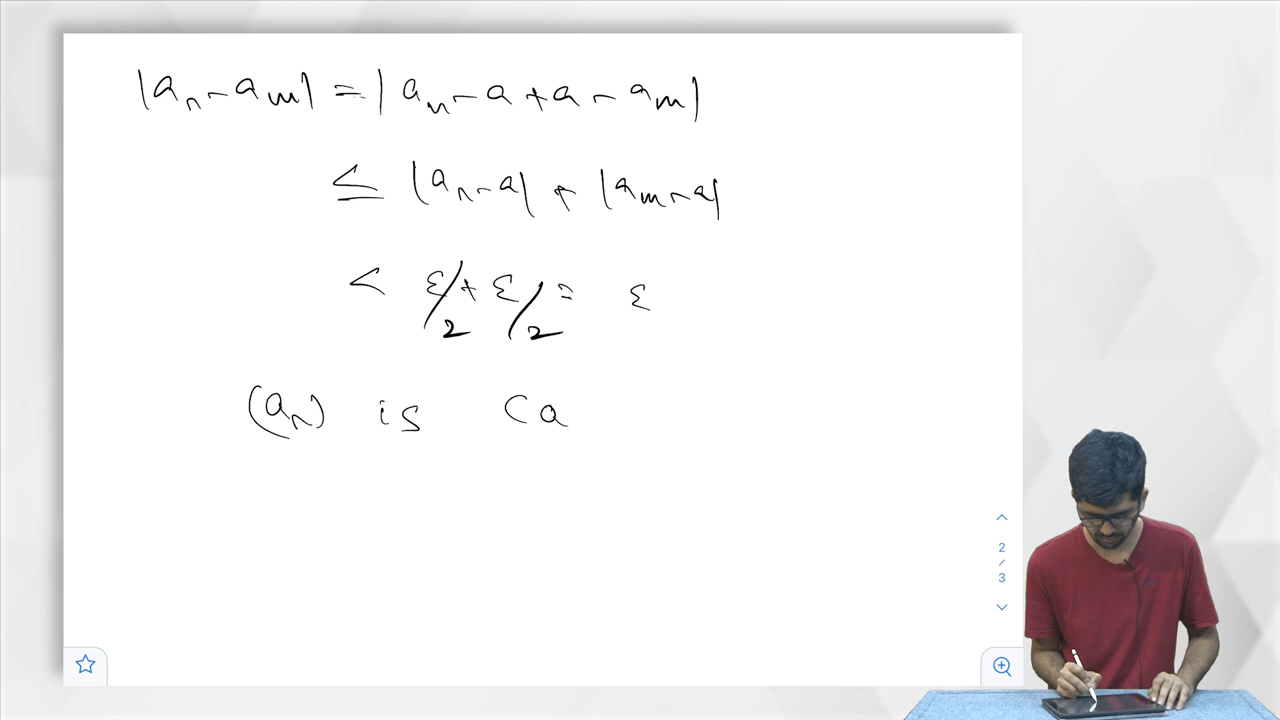 |aₙ - aₘ| = |aₙ - a + a - aₘ|
≤ |aₙ - a| + |aₘ - a|
< ε/2 + ε/2 = ε
(aₙ) is Ca
2
/
3